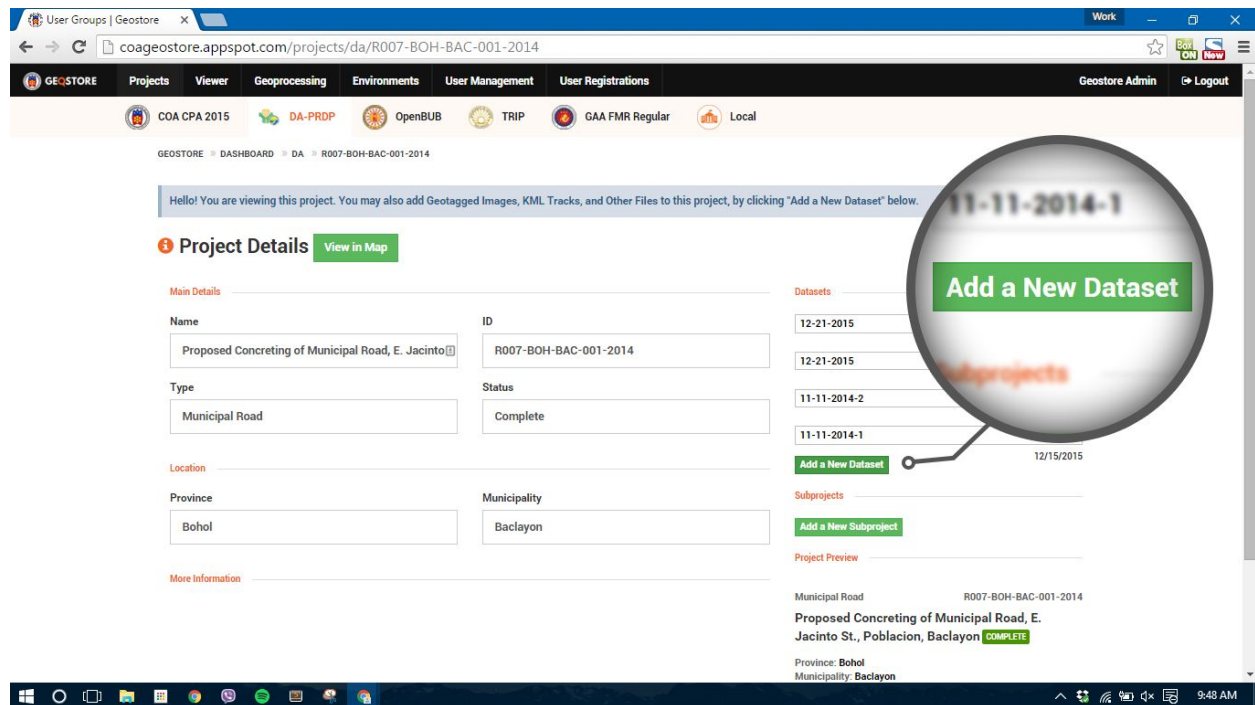 User Groups | Geostore
Work
coageostore.appspot.com/projects/da/R007-BOH-BAC-001-2014
Box
ON
New
GEOSTORE Projects Viewer Geoprocessing Environments User Management User Registrations Geostore Admin Logout
COA CPA 2015 DA-PRDP OpenBUB TRIP GAA FMR Regular Local
GEOSTORE » DASHBOARD » DA » R007-BOH-BAC-001-2014
Hello! You are viewing this project. You may also add Geotagged Images, KML Tracks, and Other Files to this project, by clicking "Add a New Dataset" below.
11-11-2014-1
Add a New Dataset
Subprojects
Project Details View in Map
Main Details
Name ID
Proposed Concreting of Municipal Road, E. Jacinto R007-BOH-BAC-001-2014
Type Status
Municipal Road Complete
Location
Province Municipality
Bohol Baclayon
More Information
Datasets
12-21-2015
12-21-2015
11-11-2014-2
11-11-2014-1
12/15/2015
Add a New Dataset
Subprojects
Add a New Subproject
Project Preview
Municipal Road R007-BOH-BAC-001-2014
Proposed Concreting of Municipal Road, E.
Jacinto St., Poblacion, Baclayon COMPLETE
Province: Bohol
Municipality: Baclayon
9:48 AM